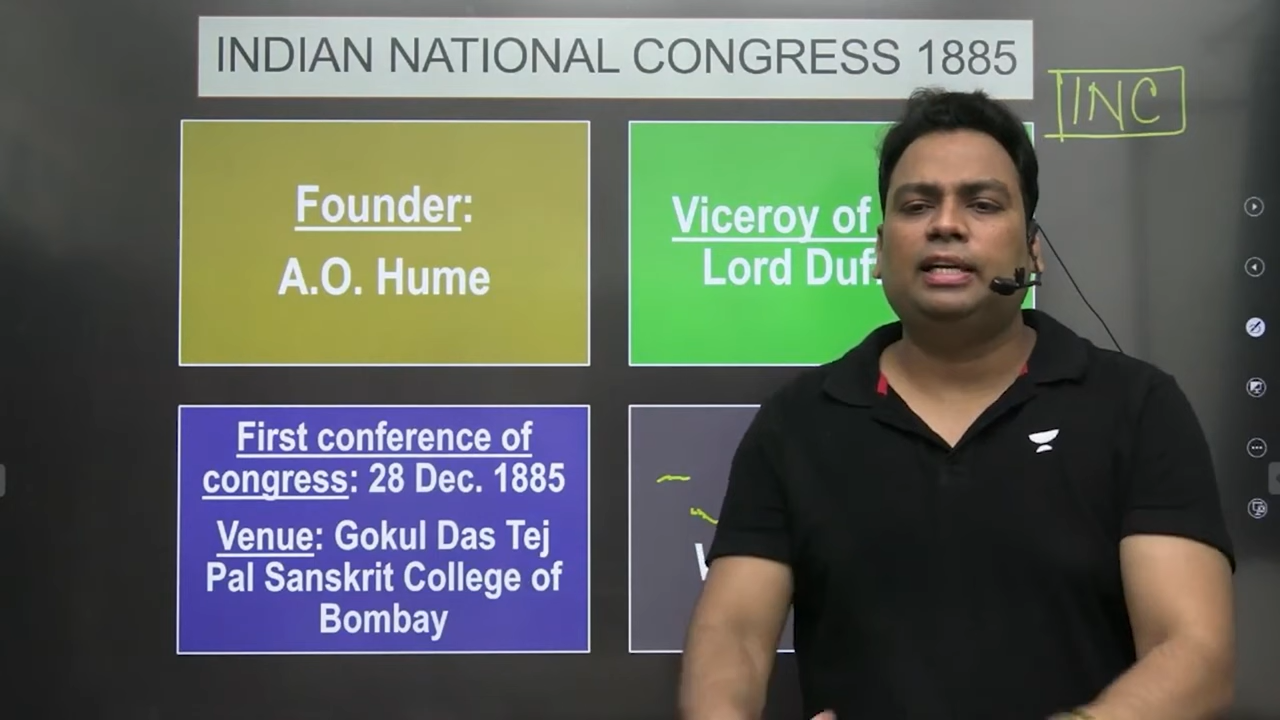 INDIAN NATIONAL CONGRESS 1885
INC
Founder:
A.O. Hume
Viceroy of
Lord
First conference of
congress: 28 Dec. 1885
Venue: Gokul Das Tej
Pal Sanskrit College of
Bombay